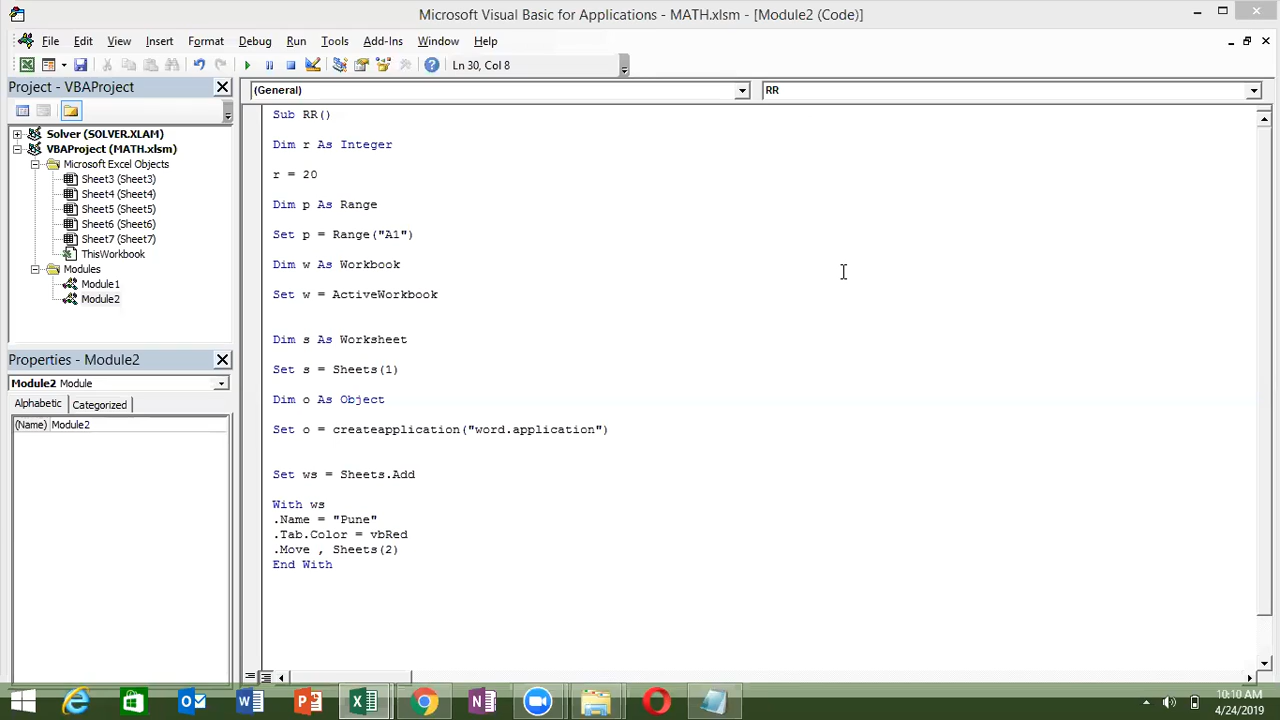 Microsoft Visual Basic for Applications - MATH.xlsm - [Module2 (Code)]
File Edit View Insert Format Debug Run Tools Add-Ins Window Help
Ln 30, Col 8
Project - VBAProject
(General)
RR
Solver (SOLVER.XLAM)
VBAProject (MATH.xlsm)
Microsoft Excel Objects
Sheet3 (Sheet3)
Sheet4 (Sheet4)
Sheet5 (Sheet5)
Sheet6 (Sheet6)
Sheet7 (Sheet7)
ThisWorkbook
Modules
Module1
Module2
Properties - Module2
Module2 Module
Alphabetic Categorized
(Name) Module2
Sub RR()
Dim r As Integer
r = 20
Dim p As Range
Set p = Range("A1")
Dim w As Workbook
Set w = ActiveWorkbook
Dim s As Worksheet
Set s = Sheets(1)
Dim o As Object
Set o = createapplication("word.application")
Set ws = Sheets.Add
With ws
.Name = "Pune"
.Tab.Color = vbRed
.Move , Sheets(2)
End With
10:10 AM
4/24/2019